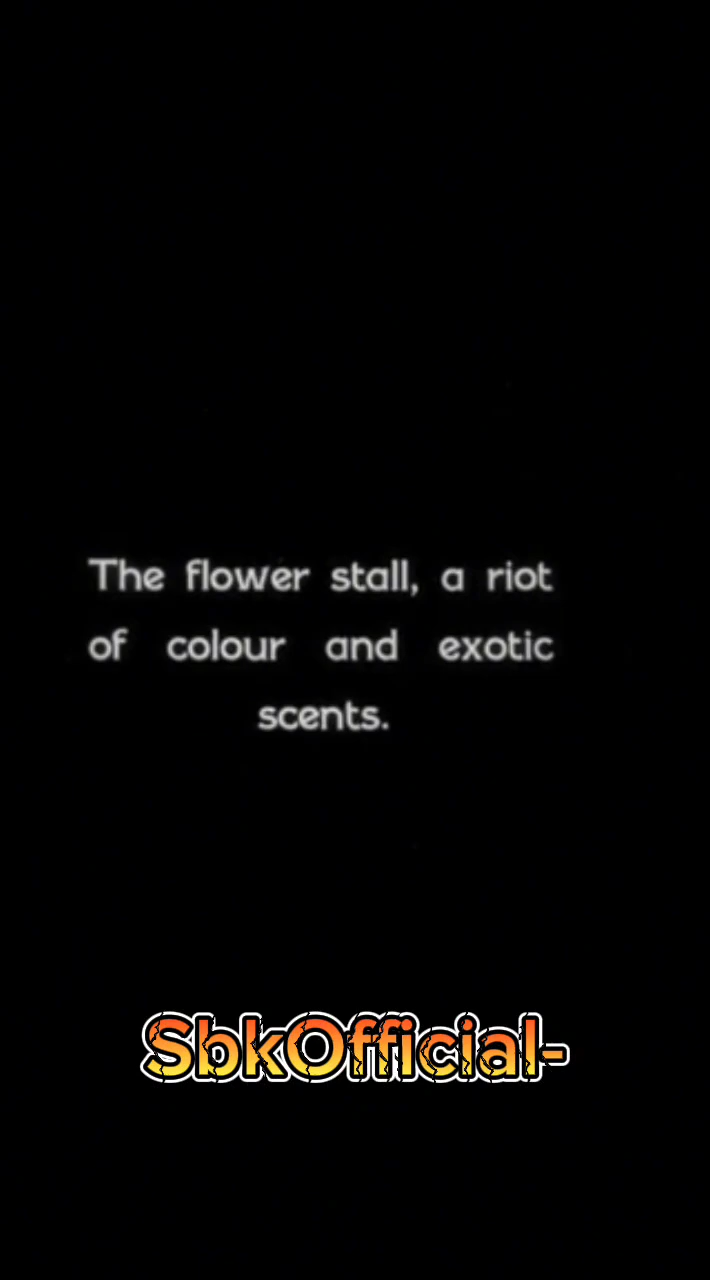 The flower stall, a riot
of colour and exotic
scents.
SbkOfficial-